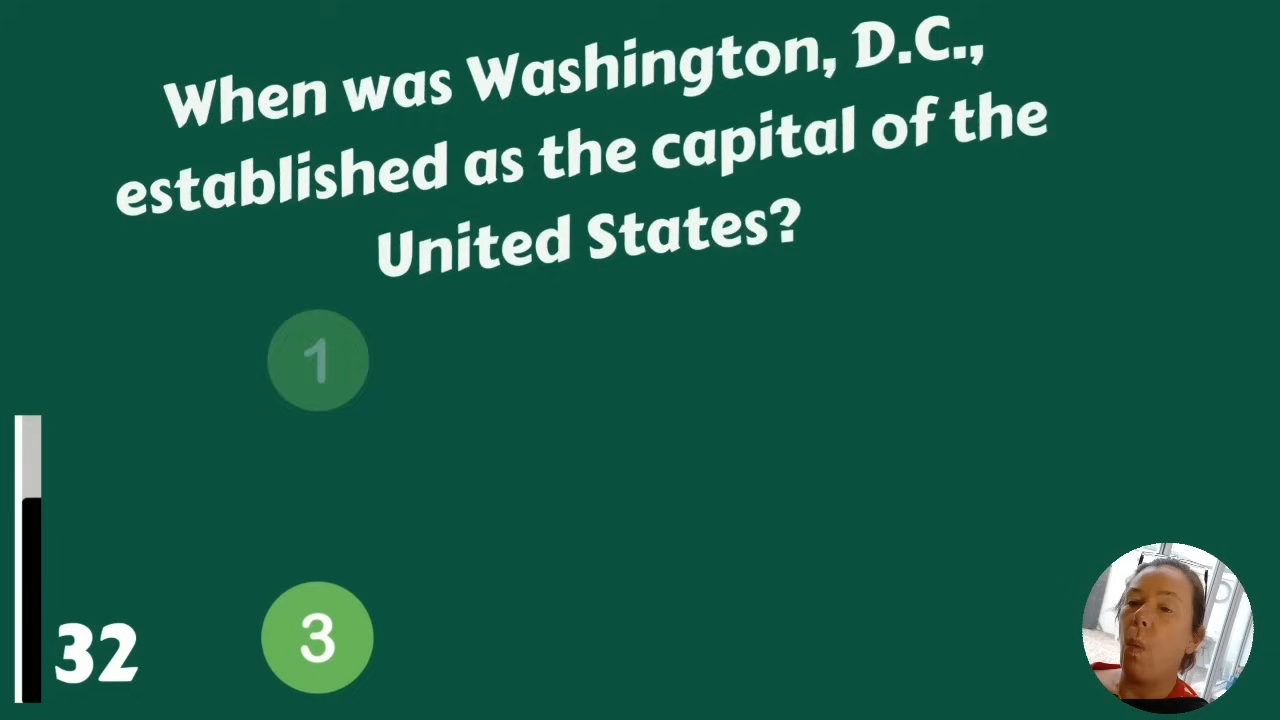 When was Washington, D.C.,
established as the capital of the
United States?
1
3
32